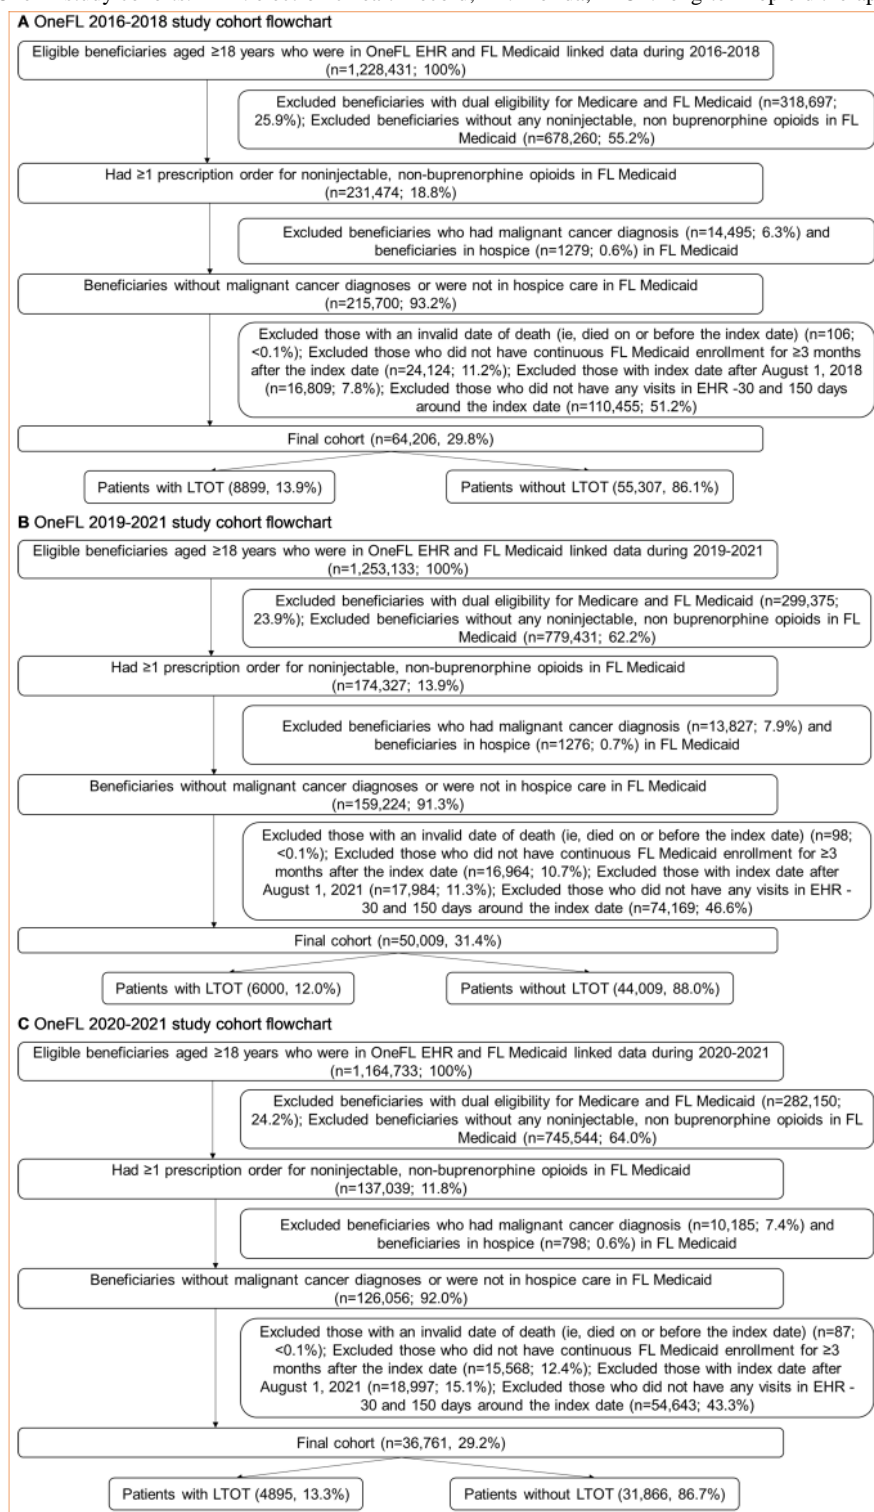 A OneFL 2016-2018 study cohort flowchart
Eligible beneficiaries aged ≥18 years who were in OneFL EHR and FL Medicaid linked data during 2016-2018
(n=1,228,431; 100%)
Excluded beneficiaries with dual eligibility for Medicare and FL Medicaid (n=318,697;
25.9%); Excluded beneficiaries without any noninjectable, non buprenorphine opioids in FL
Medicaid (n=678,260; 55.2%)
Had ≥1 prescription order for noninjectable, non-buprenorphine opioids in FL Medicaid
(n=231,474; 18.8%)
Excluded beneficiaries who had malignant cancer diagnosis (n=14,495; 6.3%) and
beneficiaries in hospice (n=1279; 0.6%) in FL Medicaid
Beneficiaries without malignant cancer diagnoses or were not in hospice care in FL Medicaid
(n=215,700; 93.2%)
Excluded those with an invalid date of death (ie, died on or before the index date) (n=106;
<0.1%); Excluded those who did not have continuous FL Medicaid enrollment for ≥3 months
after the index date (n=24,124; 11.2%); Excluded those with index date after August 1, 2018
(n=16,809; 7.8%); Excluded those who did not have any visits in EHR -30 and 150 days
around the index date (n=110,455; 51.2%)
Final cohort (n=64,206, 29.8%)
Patients with LTOT (8899, 13.9%)
Patients without LTOT (55,307, 86.1%)
B OneFL 2019-2021 study cohort flowchart
Eligible beneficiaries aged ≥18 years who were in OneFL EHR and FL Medicaid linked data during 2019-2021
(n=1,253,133; 100%)
Excluded beneficiaries with dual eligibility for Medicare and FL Medicaid (n=299,375;
23.9%); Excluded beneficiaries without any noninjectable, non buprenorphine opioids in FL
Medicaid (n=779,431; 62.2%)
Had ≥1 prescription order for noninjectable, non-buprenorphine opioids in FL Medicaid
(n=174,327; 13.9%)
Excluded beneficiaries who had malignant cancer diagnosis (n=13,827; 7.9%) and
beneficiaries in hospice (n=1276; 0.7%) in FL Medicaid
Beneficiaries without malignant cancer diagnoses or were not in hospice care in FL Medicaid
(n=159,224; 91.3%)
Excluded those with an invalid date of death (ie, died on or before the index date) (n=98;
<0.1%); Excluded those who did not have continuous FL Medicaid enrollment for ≥3
months after the index date (n=16,964; 10.7%); Excluded those with index date after
August 1, 2021 (n=17,984; 11.3%); Excluded those who did not have any visits in EHR -
30 and 150 days around the index date (n=74,169; 46.6%)
Final cohort (n=50,009, 31.4%)
Patients with LTOT (6000, 12.0%)
Patients without LTOT (44,009, 88.0%)
C OneFL 2020-2021 study cohort flowchart
Eligible beneficiaries aged ≥18 years who were in OneFL EHR and FL Medicaid linked data during 2020-2021
(n=1,164,733; 100%)
Excluded beneficiaries with dual eligibility for Medicare and FL Medicaid (n=282,150;
24.2%); Excluded beneficiaries without any noninjectable, non buprenorphine opioids in FL
Medicaid (n=745,544; 64.0%)
Had ≥1 prescription order for noninjectable, non-buprenorphine opioids in FL Medicaid
(n=137,039; 11.8%)
Excluded beneficiaries who had malignant cancer diagnosis (n=10,185; 7.4%) and
beneficiaries in hospice (n=798; 0.6%) in FL Medicaid
Beneficiaries without malignant cancer diagnoses or were not in hospice care in FL Medicaid
(n=126,056; 92.0%)
Excluded those with an invalid date of death (ie, died on or before the index date) (n=87;
<0.1%); Excluded those who did not have continuous FL Medicaid enrollment for ≥3
months after the index date (n=15,568; 12.4%); Excluded those with index date after
August 1, 2021 (n=18,997; 15.1%); Excluded those who did not have any visits in EHR -
30 and 150 days around the index date (n=54,643; 43.3%)
Final cohort (n=36,761, 29.2%)
Patients with LTOT (4895, 13.3%)
Patients without LTOT (31,866, 86.7%)